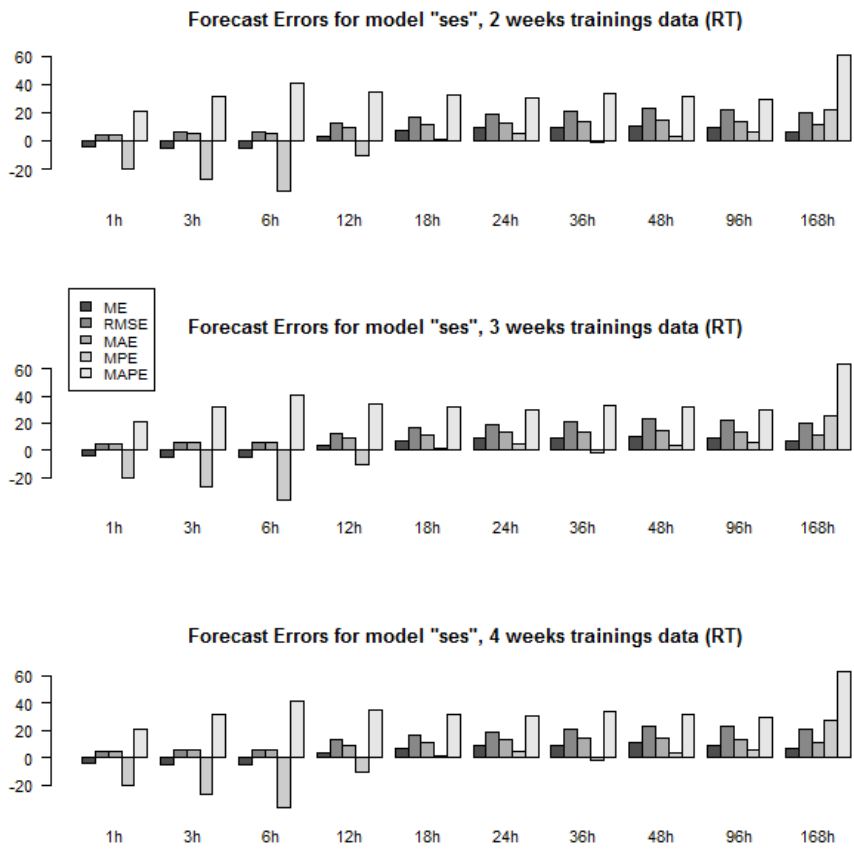 Forecast Errors for model "ses", 2 weeks trainings data (RT)
60
40
20
0
-20
1h 3h 6h 12h 18h 24h 36h 48h 96h 168h
ME
RMSE
MAE
MPE
MAPE
Forecast Errors for model "ses", 3 weeks trainings data (RT)
60
40
20
0
-20
1h 3h 6h 12h 18h 24h 36h 48h 96h 168h
Forecast Errors for model "ses", 4 weeks trainings data (RT)
60
40
20
0
-20
1h 3h 6h 12h 18h 24h 36h 48h 96h 168h